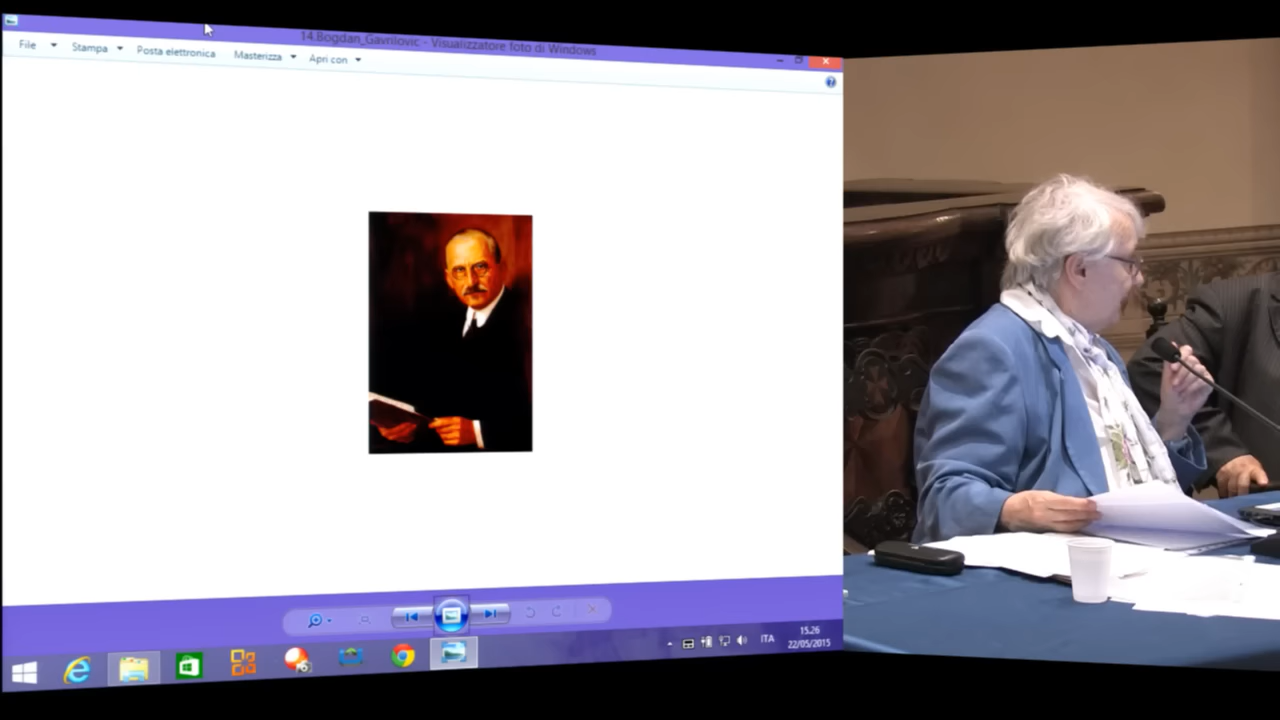 14.Bogdan_Gavrilovic - Visualizzatore foto di Windows
File Stampa Posta elettronica Masterizza Apri con
ITA
15.26
22/05/2015